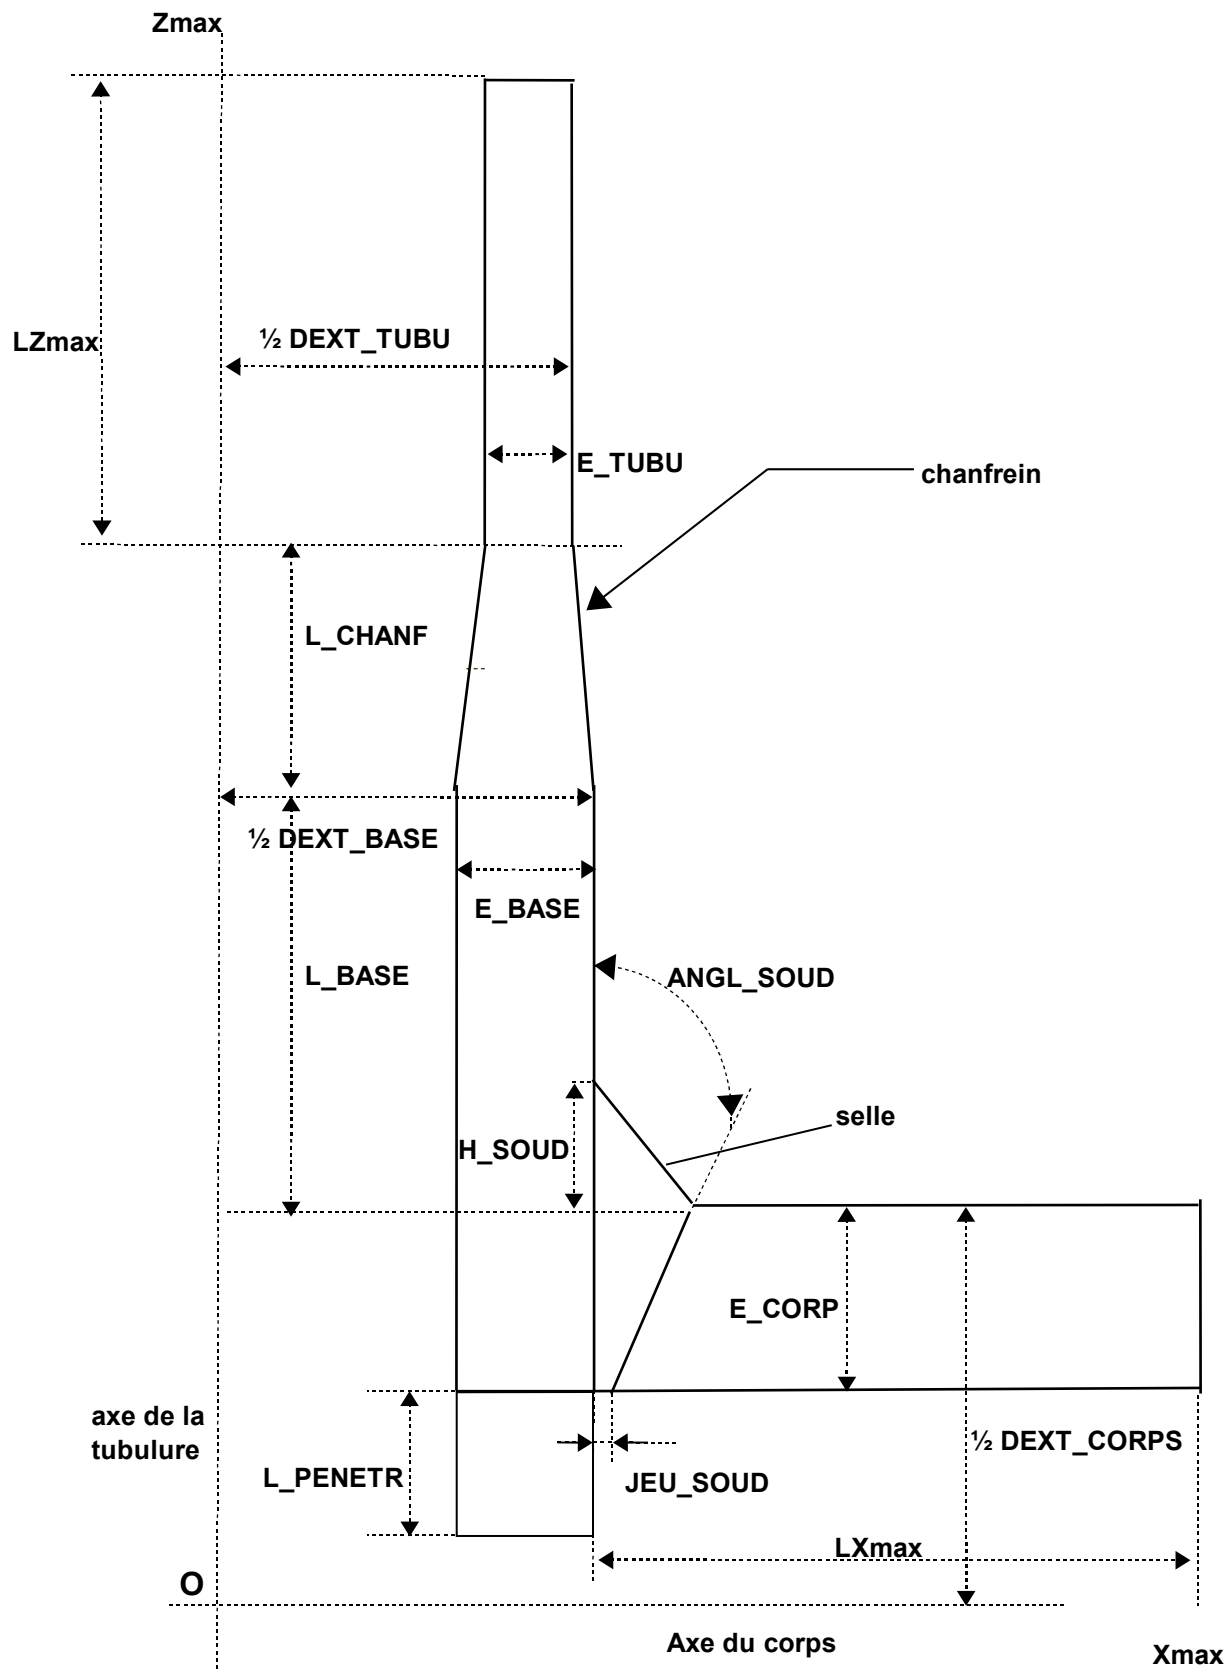 Zmax
LZmax
½ DEXT_TUBU
E_TUBU
chanfrein
L_CHANF
½ DEXT_BASE
E_BASE
L_BASE
ANGL_SOUD
selle
H_SOUD
E_CORP
axe de la
tubulure
½ DEXT_CORPS
L_PENETR
JEU_SOUD
LXmax
O
Axe du corps
Xmax